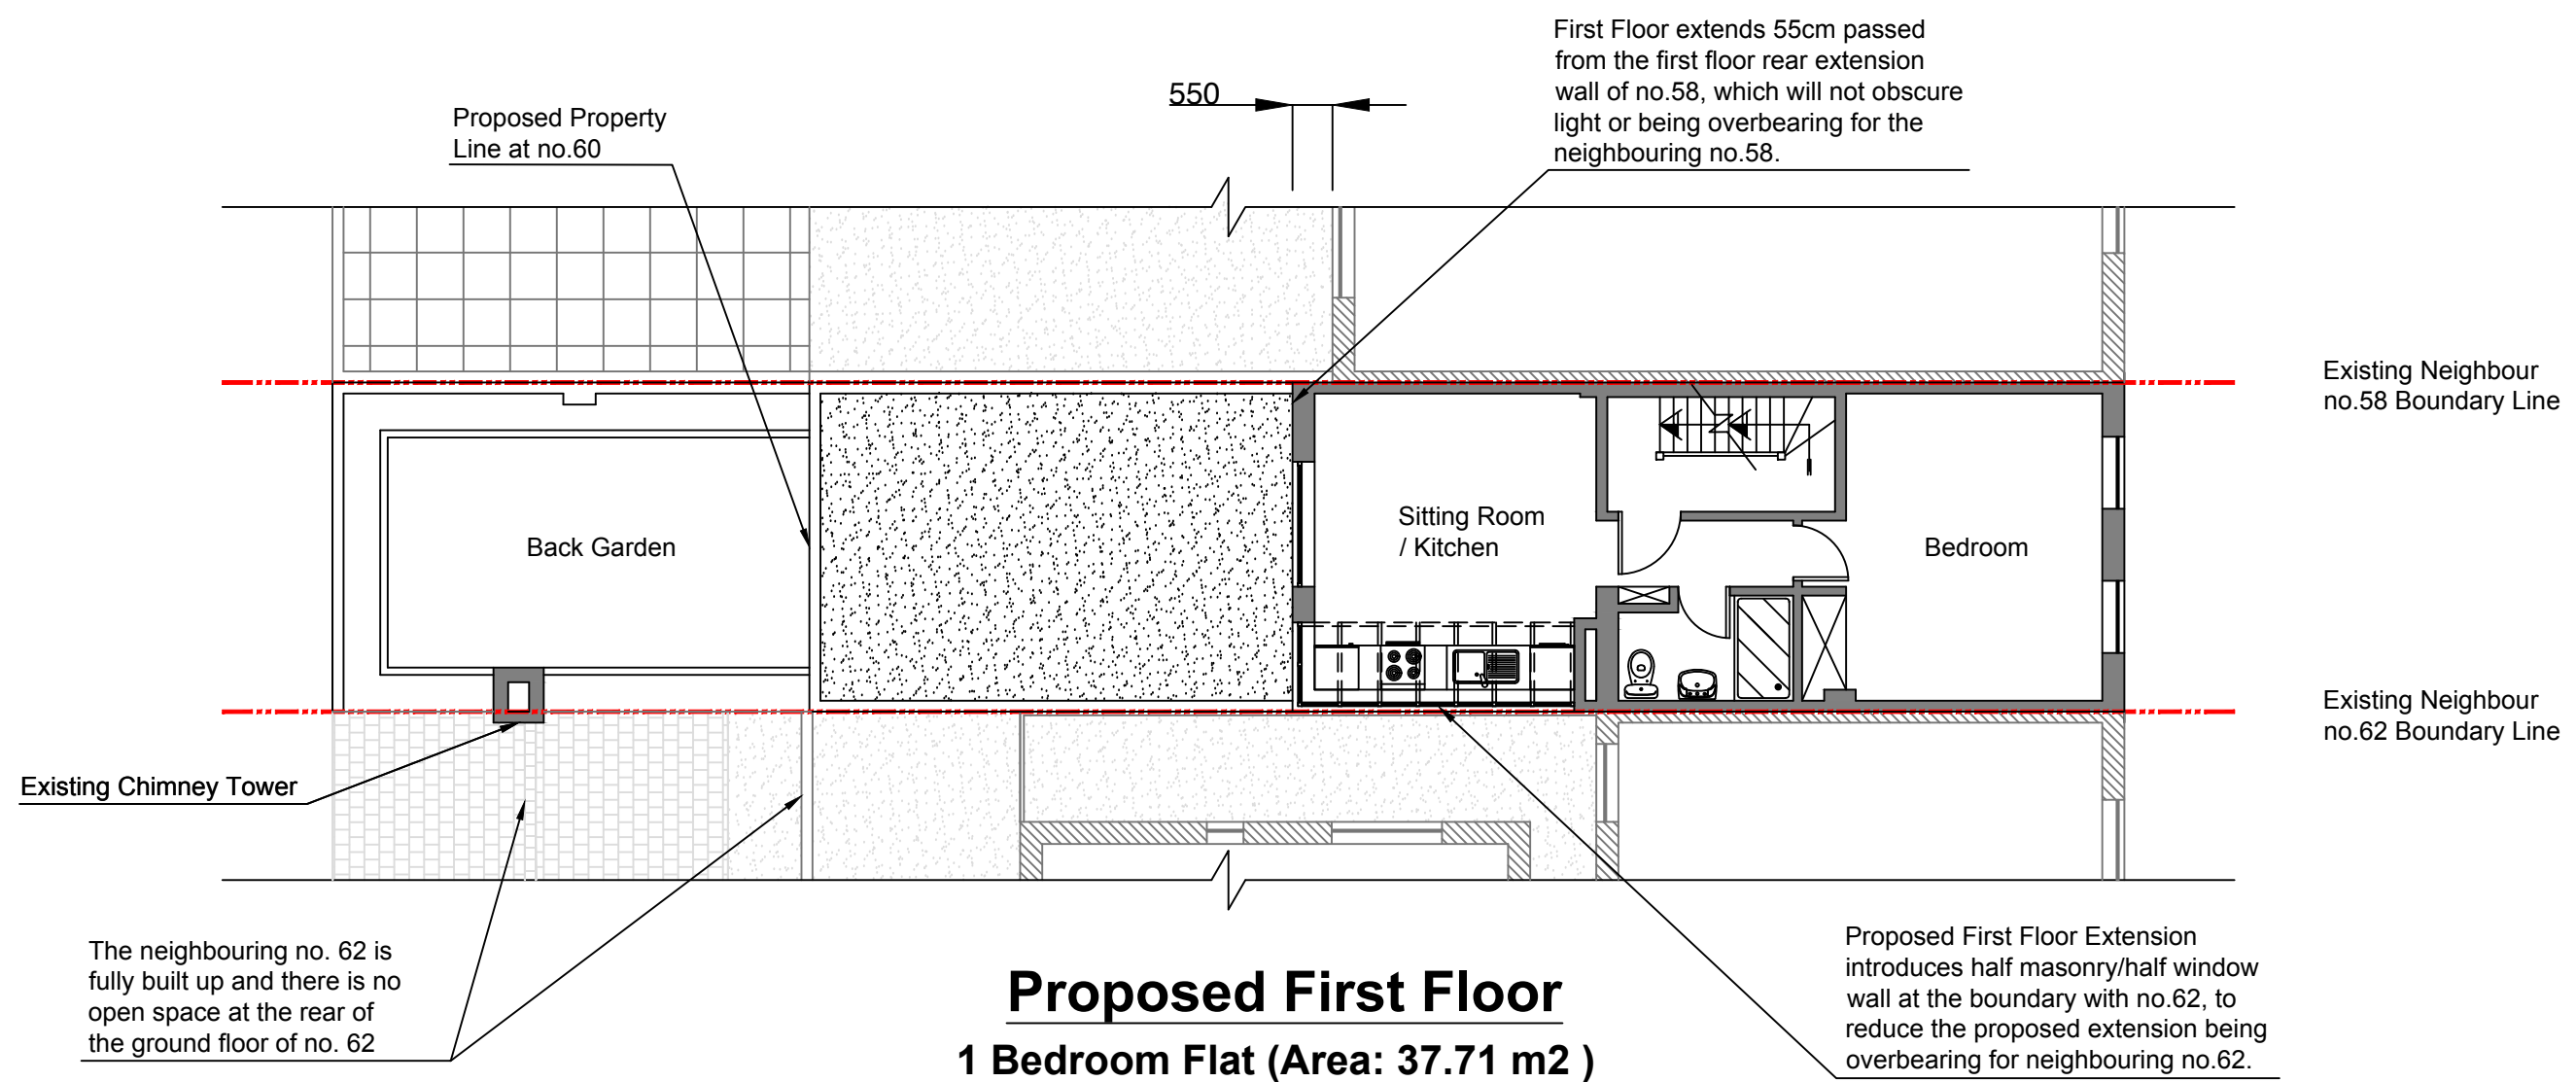 First Floor extends 55cm passed
from the first floor rear extension
wall of no.58, which will not obscure
light or being overbearing for the
neighbouring no.58.
550
Proposed Property
Line at no.60
Existing Neighbour
no.58 Boundary Line
Sitting Room
/ Kitchen
Back Garden
Bedroom
Existing Neighbour
no.62 Boundary Line
Existing Chimney Tower
The neighbouring no. 62 is
fully built up and there is no
open space at the rear of
the ground floor of no. 62
Proposed First Floor Extension
introduces half masonry/half window
wall at the boundary with no.62, to
reduce the proposed extension being
overbearing for neighbouring no.62.
Proposed First Floor
1 Bedroom Flat (Area: 37.71 m2 )